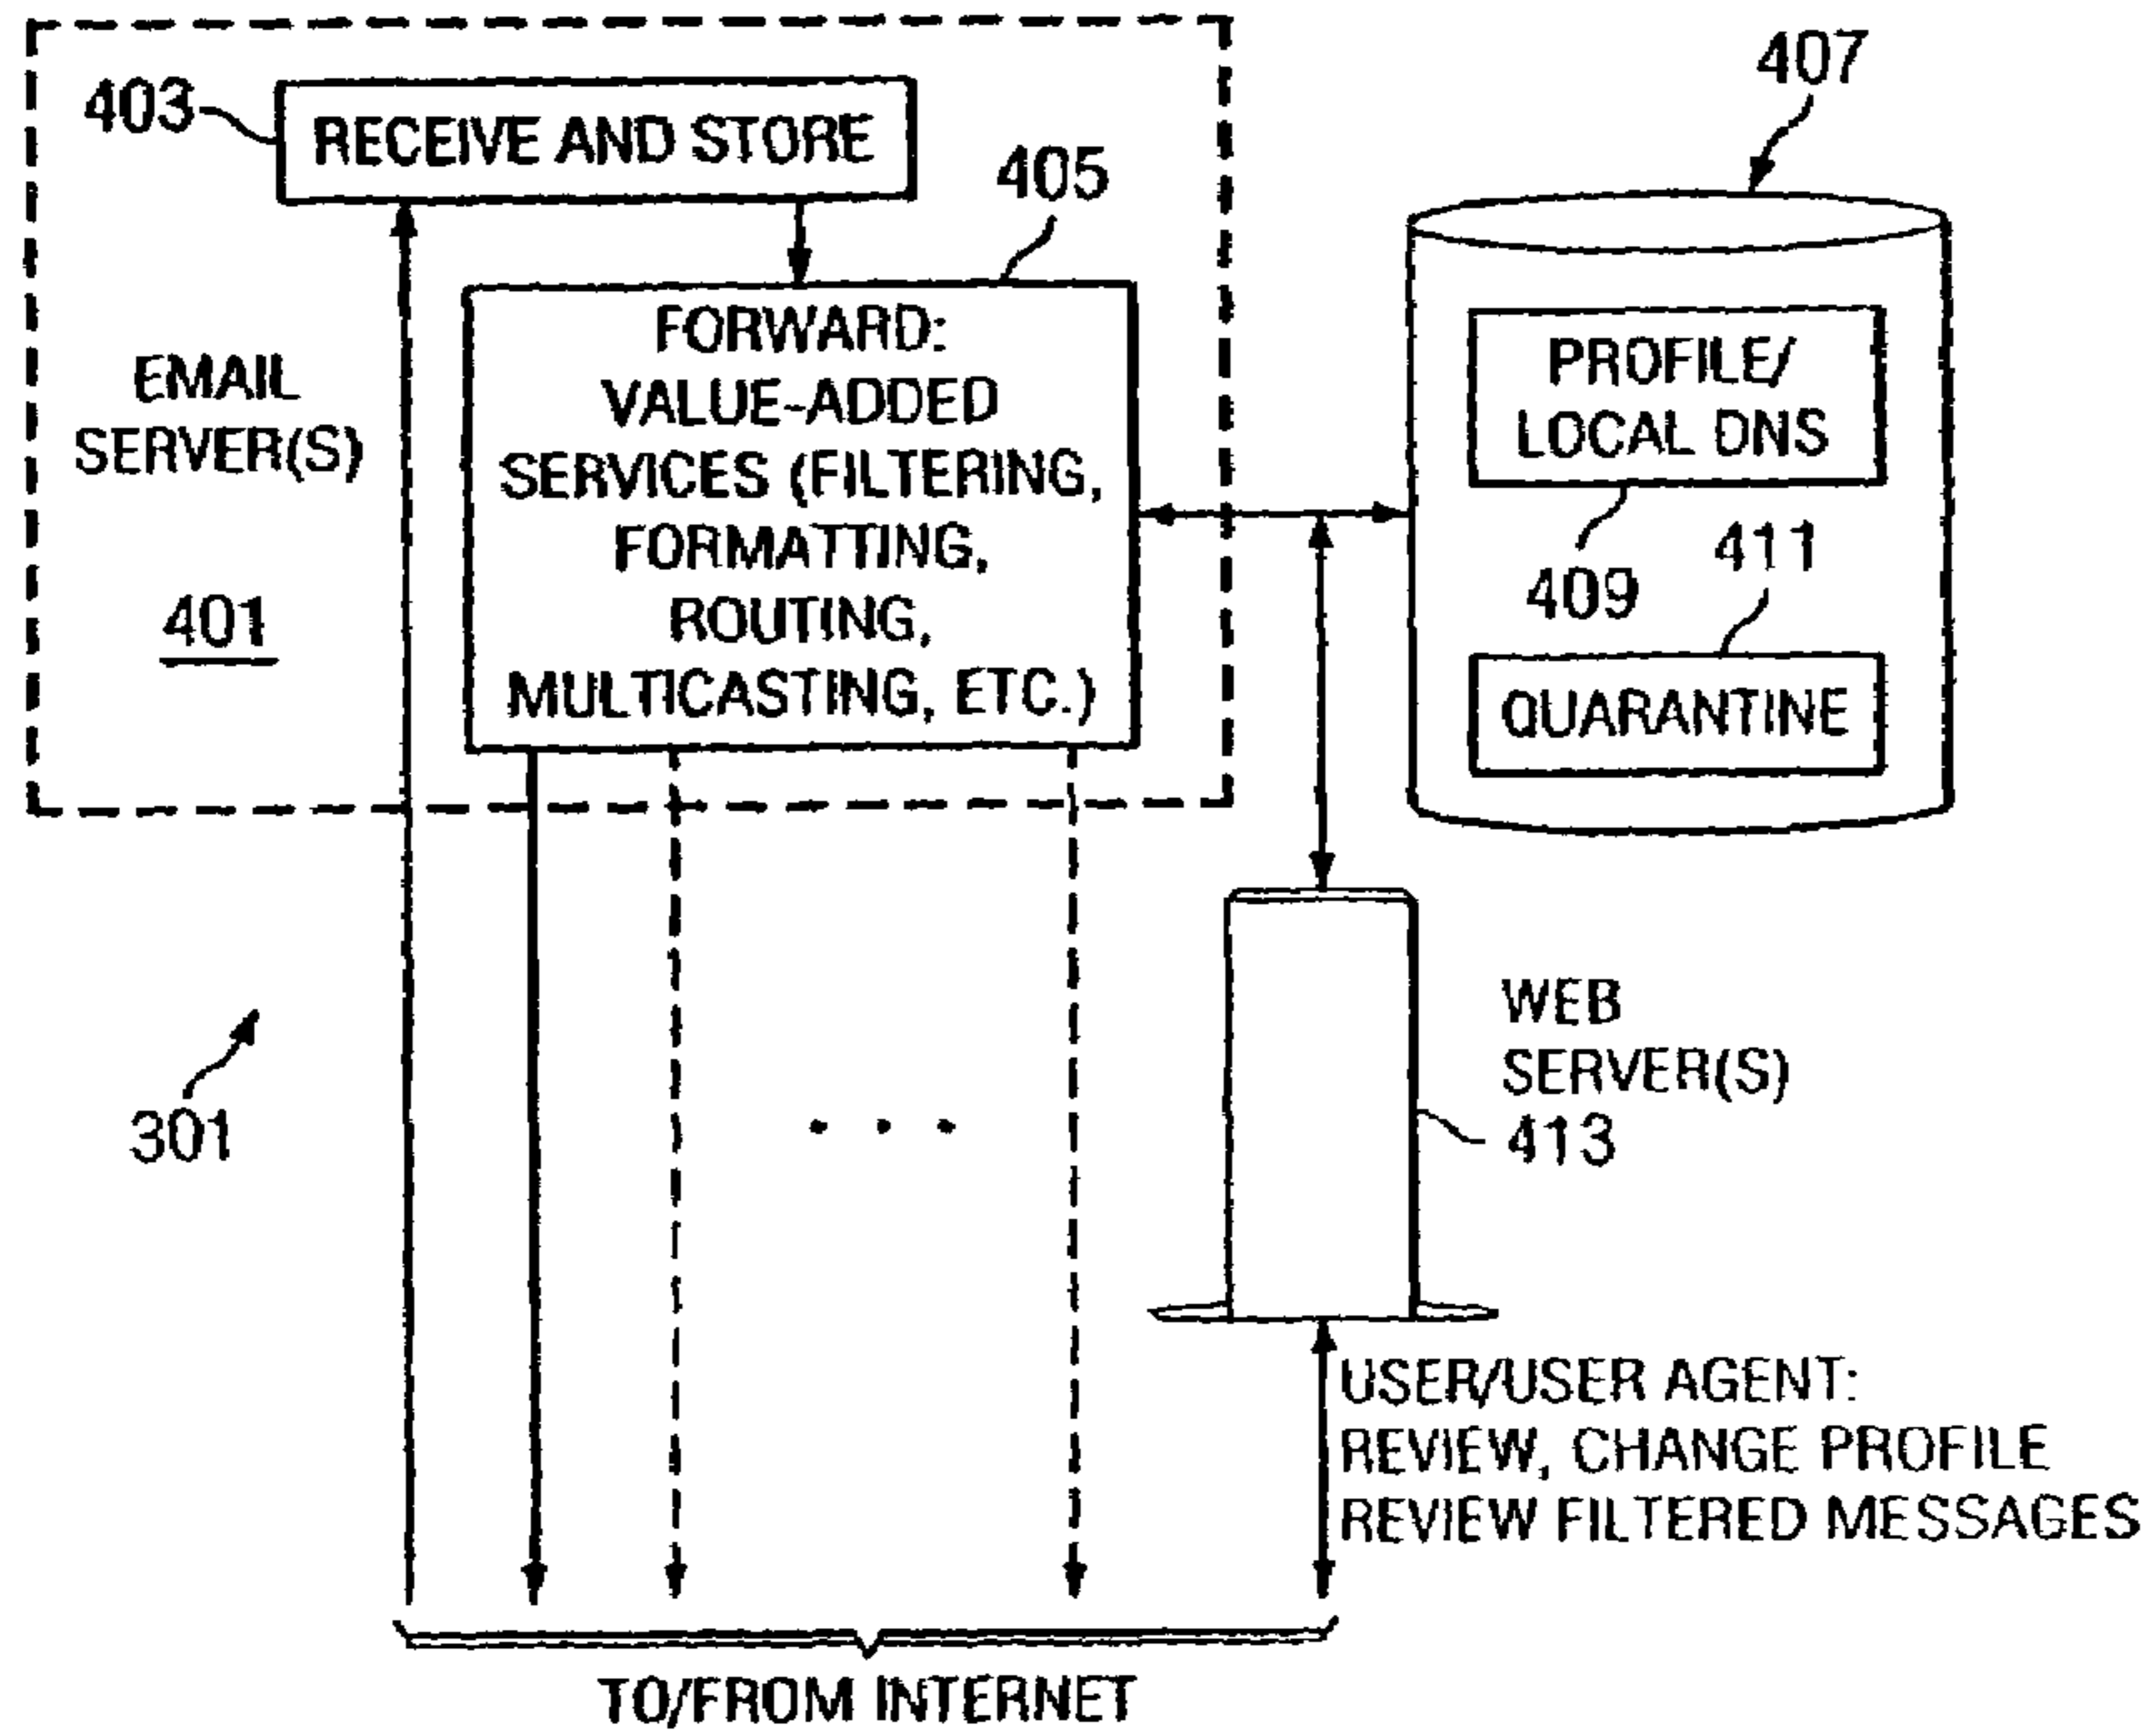 403
RECEIVE AND STORE
405
FORWARD:
VALUE-ADDED
SERVICES (FILTERING,
FORMATTING,
ROUTING,
MULTICASTING, ETC.)
EMAIL
SERVER(S)
401
407
PROFILE/
LOCAL DNS
409
411
QUARANTINE
301
WEB
SERVER(S)
413
USER/USER AGENT:
REVIEW, CHANGE PROFILE
REVIEW FILTERED MESSAGES
TO/FROM INTERNET